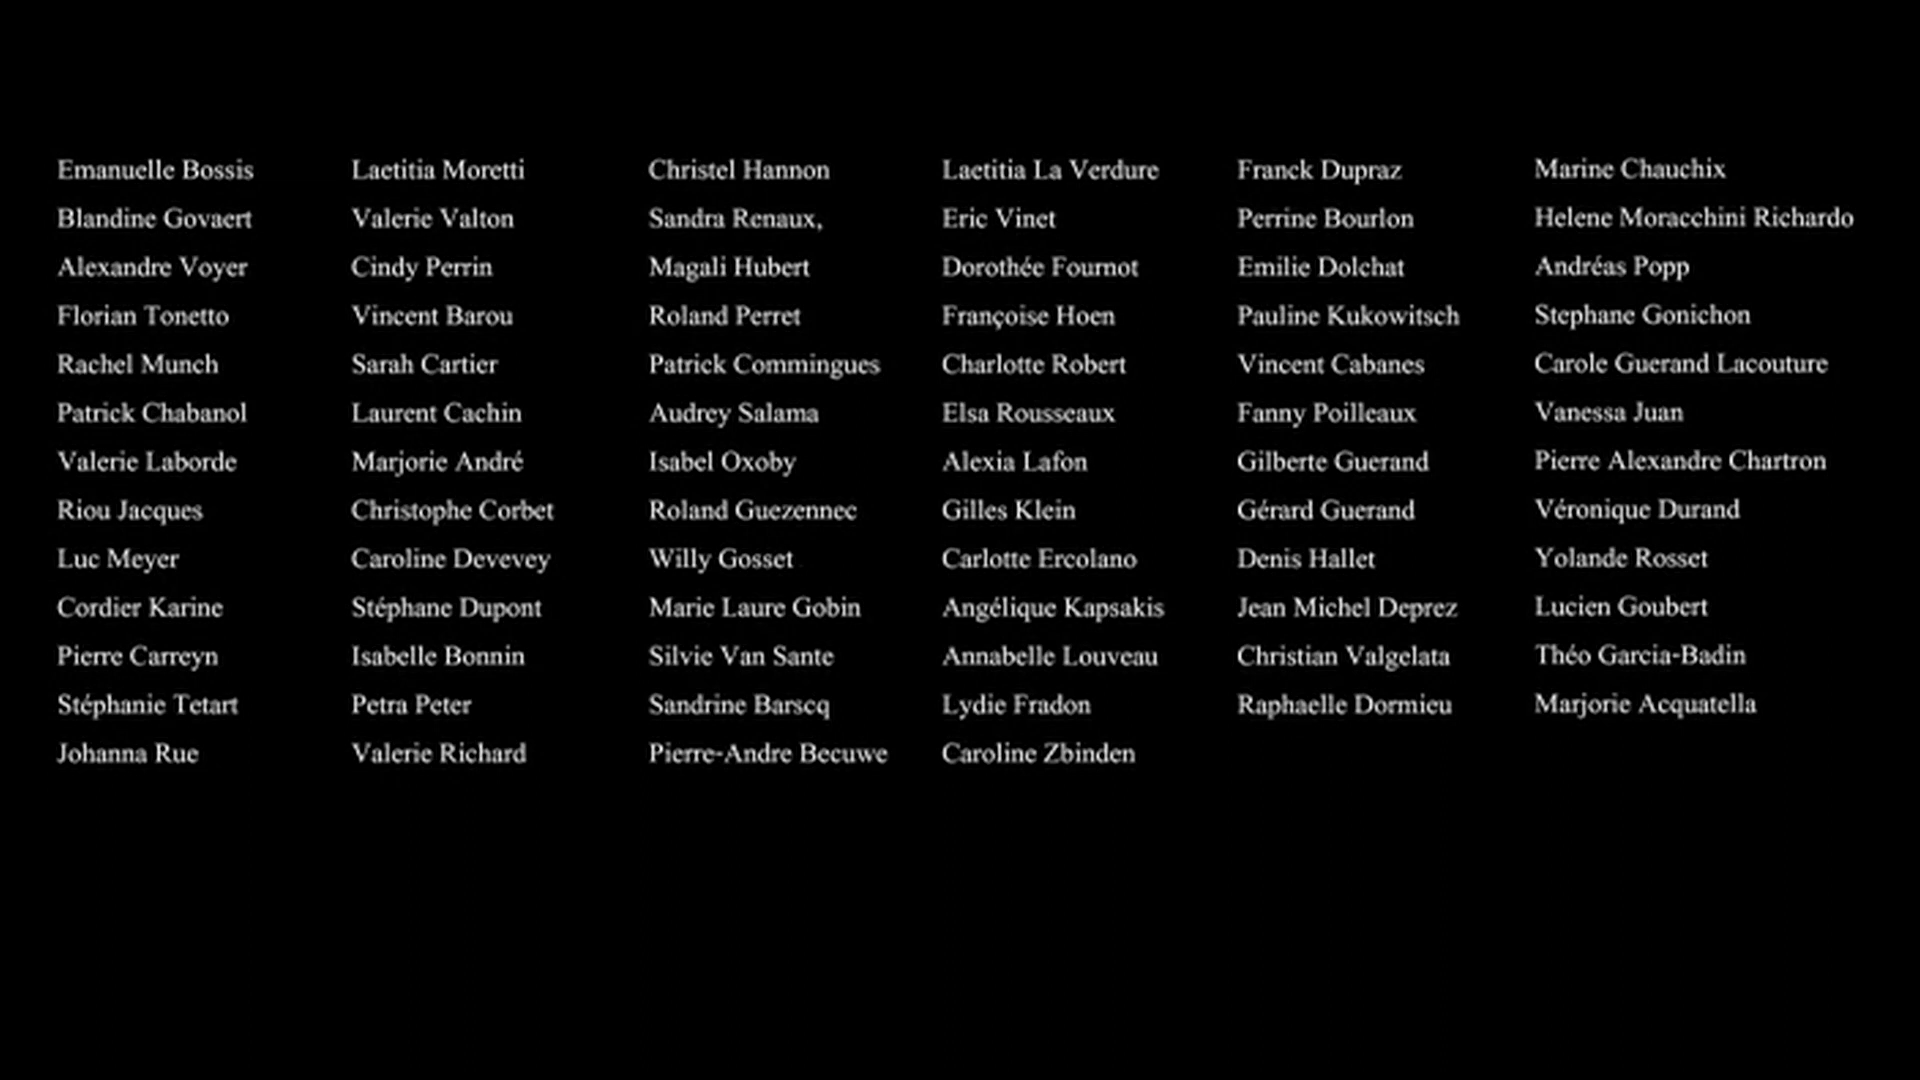 Emanuelle Bossis
Blandine Govaert
Alexandre Voyer
Florian Tonetto
Rachel Munch
Patrick Chabanol
Valerie Laborde
Riou Jacques
Luc Meyer
Cordier Karine
Pierre Carreyn
Stéphanie Tetart
Johanna Rue
Laetitia Moretti
Valerie Valton
Cindy Perrin
Vincent Barou
Sarah Cartier
Laurent Cachin
Marjorie André
Christophe Corbet
Caroline Devevey
Stéphane Dupont
Isabelle Bonnin
Petra Peter
Valerie Richard
Christel Hannon
Sandra Renaux,
Magali Hubert
Roland Perret
Patrick Commingues
Audrey Salama
Isabel Oxoby
Roland Guezennec
Willy Gosset
Marie Laure Gobin
Silvie Van Sante
Sandrine Barscq
Pierre-Andre Becuwe
Laetitia La Verdure
Eric Vinet
Dorothée Fournot
Françoise Hoen
Charlotte Robert
Elsa Rousseaux
Alexia Lafon
Gilles Klein
Carlotte Ercolano
Angélique Kapsakis
Annabelle Louveau
Lydie Fradon
Caroline Zbinden
Franck Dupraz
Perrine Bourlon
Emilie Dolchat
Pauline Kukowitsch
Vincent Cabanes
Fanny Poilleaux
Gilberte Guerand
Gérard Guerand
Denis Hallet
Jean Michel Deprez
Christian Valgelata
Raphaelle Dormieu
Marine Chauchix
Helene Moracchini Richardo
Andréas Popp
Stephane Gonichon
Carole Guerand Lacouture
Vanessa Juan
Pierre Alexandre Chartron
Véronique Durand
Yolande Rosset
Lucien Goubert
Théo Garcia-Badin
Marjorie Acquatella